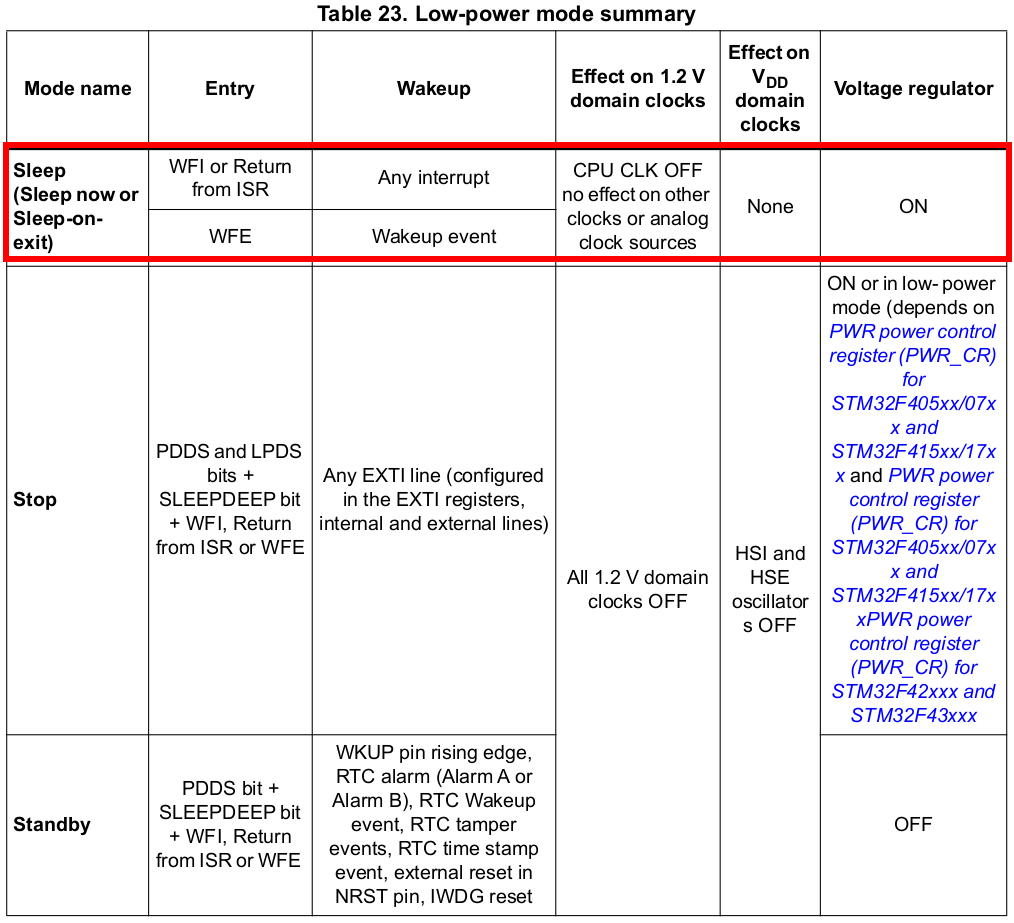 Table 23. Low-power mode summary
Mode name
Entry
Wakeup
Effect on 1.2 V
domain clocks
Effect on
VDD
domain
clocks
Voltage regulator
Sleep
(Sleep now or
Sleep-on-
exit)
WFI or Return
from ISR
Any interrupt
WFE
Wakeup event
CPU CLK OFF
no effect on other
clocks or analog
clock sources
None
ON
Stop
PDDS and LPDS
bits +
SLEEPDEEP bit
+ WFI, Return
from ISR or WFE
Any EXTI line (configured
in the EXTI registers,
internal and external lines)
All 1.2 V domain
clocks OFF
HSI and
HSE
oscillator
s OFF
ON or in low- power
mode (depends on
PWR power control
register (PWR_CR)
for
STM32F405xx/07x
x and
STM32F415xx/17x
x and PWR power
control register
(PWR_CR) for
STM32F405xx/07x
x and
STM32F415xx/17x
xPWR power
control register
(PWR_CR) for
STM32F42xxx and
STM32F43xxx
Standby
PDDS bit +
SLEEPDEEP bit
+ WFI, Return
from ISR or WFE
WKUP pin rising edge,
RTC alarm (Alarm A or
Alarm B), RTC Wakeup
event, RTC tamper
events, RTC time stamp
event, external reset in
NRST pin, IWDG reset
OFF